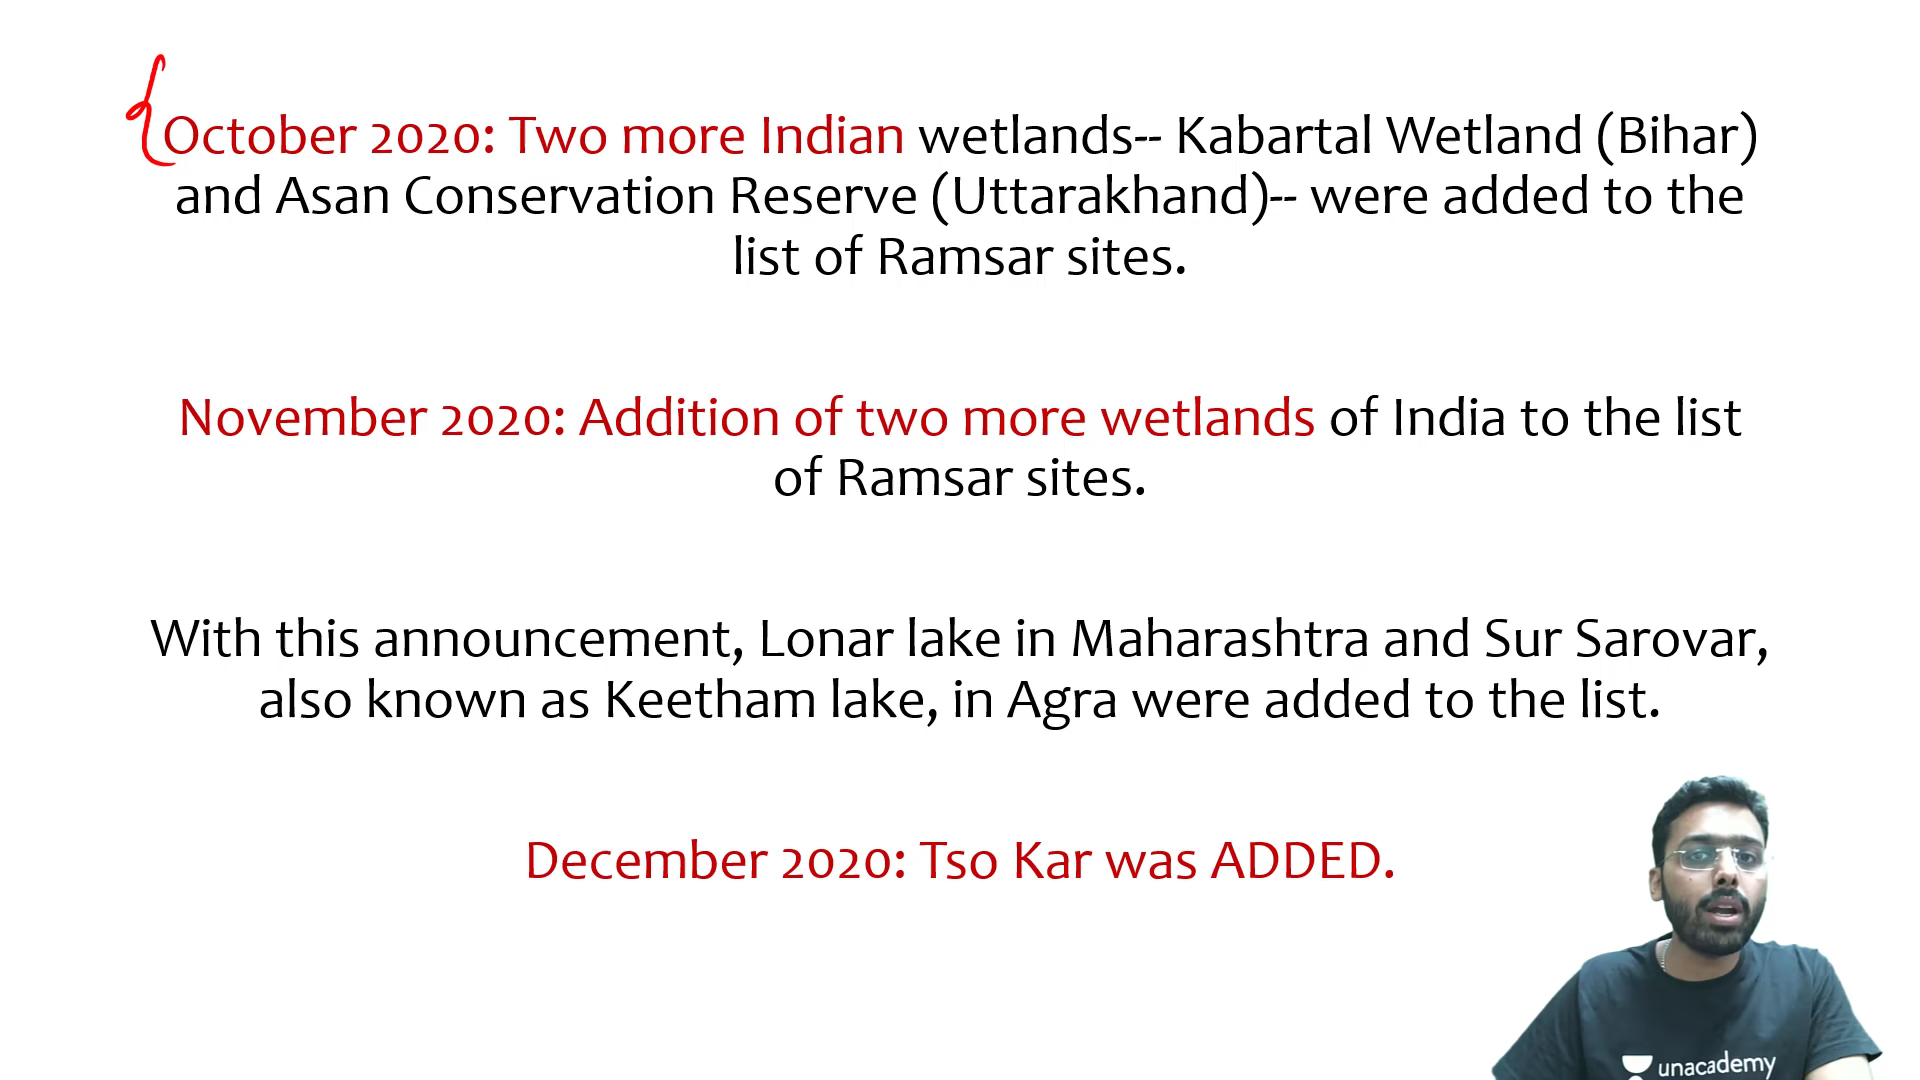 October 2020: Two more Indian wetlands-- Kabartal Wetland (Bihar)
and Asan Conservation Reserve (Uttarakhand)-- were added to the
list of Ramsar sites.
November 2020: Addition of two more wetlands of India to the list
of Ramsar sites.
With this announcement, Lonar lake in Maharashtra and Sur Sarovar,
also known as Keetham lake, in Agra were added to the list.
December 2020: Tso Kar was ADDED.
unacademy